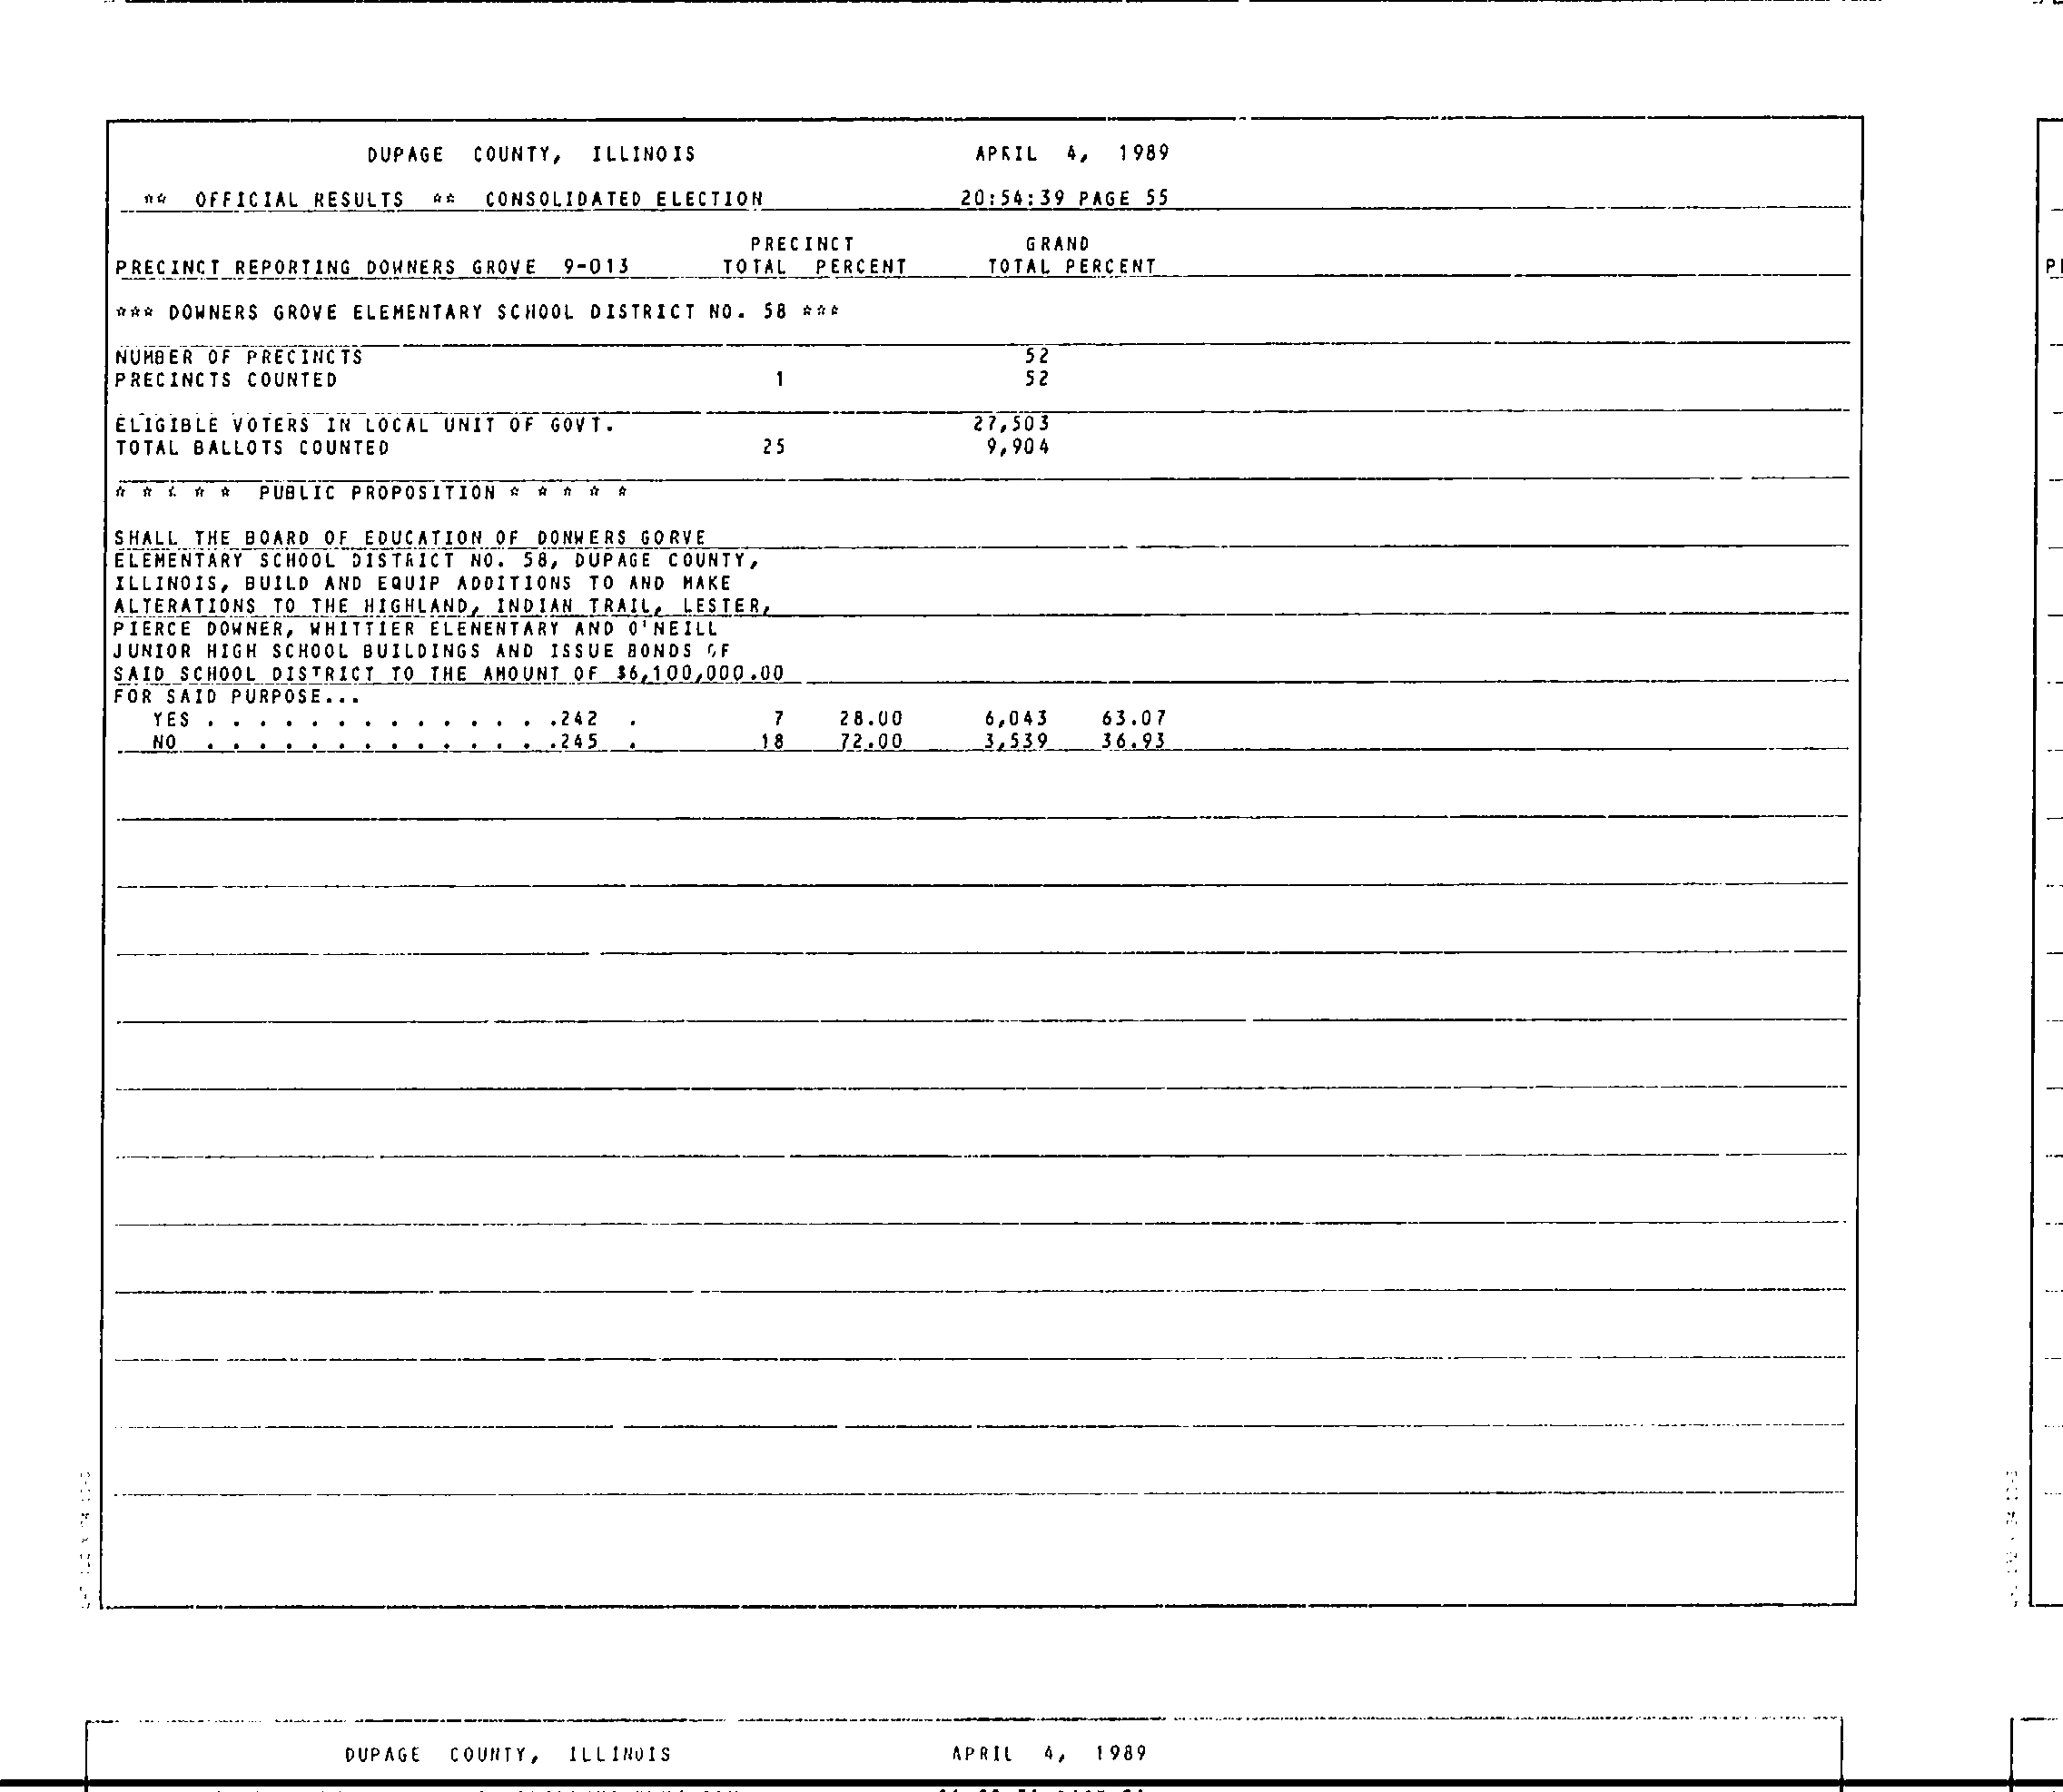 DUPAGE COUNTY, ILLINOIS APRIL 4, 1989
** OFFICIAL RESULTS ** CONSOLIDATED ELECTION 20:54:39 PAGE 55
PRECINCT GRAND
PRECINCT REPORTING DOWNERS GROVE 9-013 TOTAL PERCENT TOTAL PERCENT
*** DOWNERS GROVE ELEMENTARY SCHOOL DISTRICT NO. 58 ***
NUMBER OF PRECINCTS 52
PRECINCTS COUNTED 1 52
ELIGIBLE VOTERS IN LOCAL UNIT OF GOVT. 27,503
TOTAL BALLOTS COUNTED 25 9,904
* * * * * PUBLIC PROPOSITION * * * * *
SHALL THE BOARD OF EDUCATION OF DONWERS GORVE
ELEMENTARY SCHOOL DISTRICT NO. 58, DUPAGE COUNTY,
ILLINOIS, BUILD AND EQUIP ADDITIONS TO AND MAKE
ALTERATIONS TO THE HIGHLAND, INDIAN TRAIL, LESTER,
PIERCE DOWNER, WHITTIER ELENENTARY AND O'NEILL
JUNIOR HIGH SCHOOL BUILDINGS AND ISSUE BONDS OF
SAID SCHOOL DISTRICT TO THE AMOUNT OF $6,100,000.00
FOR SAID PURPOSE...
YES . . . . . . . . . . . . . .242 . 7 28.00 6,043 63.07
NO . . . . . . . . . . . . . .245 . 18 72.00 3,539 36.93
DUPAGE COUNTY, ILLINOIS APRIL 4, 1989